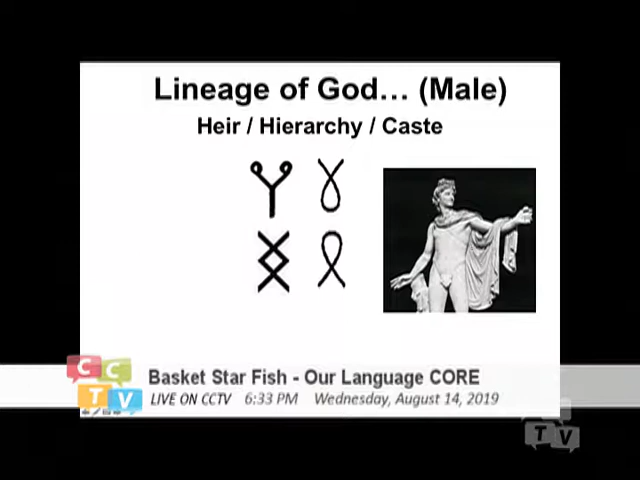 Lineage of God... (Male)
Heir / Hierarchy / Caste
CCTV
Basket Star Fish - Our Language CORE
LIVE ON CCTV 6:33 PM Wednesday, August 14, 2019
TV